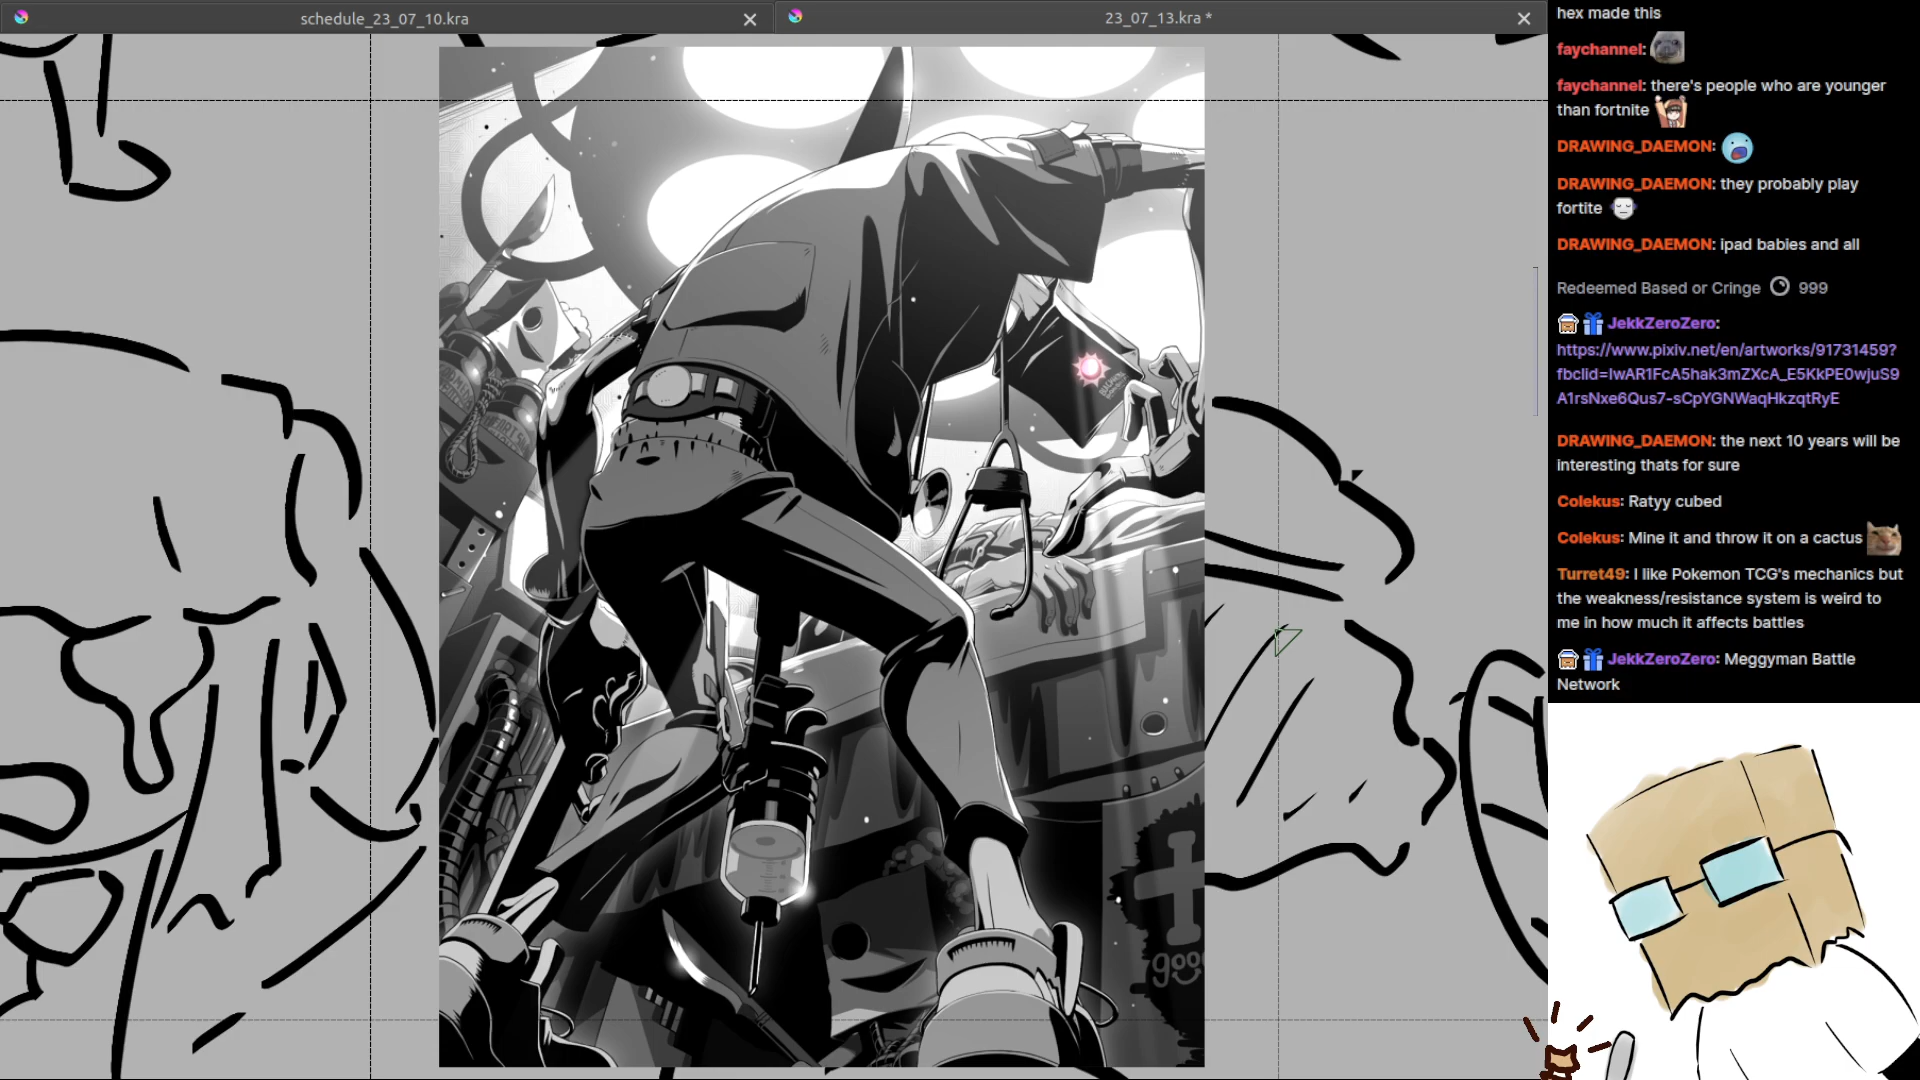 schedule_23_07_10.kra
23_07_13.kra *
hex made this
faychannel:
faychannel: there's people who are younger
than fortnite
DRAWING_DAEMON:
DRAWING_DAEMON: they probably play
fortite
DRAWING_DAEMON: ipad babies and all
Redeemed Based or Cringe 999
JekkZeroZero:
https://www.pixiv.net/en/artworks/91731459?
fbclid=IwAR1FcA5hak3mZXcA_E5KkPE0wjuS9
A1rsNxe6Qus7-sCpYGNWaqHkzqtRyE
DRAWING_DAEMON: the next 10 years will be
interesting thats for sure
Colekus: Ratyy cubed
Colekus: Mine it and throw it on a cactus
Turret49: I like Pokemon TCG's mechanics but
the weakness/resistance system is weird to
me in how much it affects battles
JekkZeroZero: Meggyman Battle
Network
good